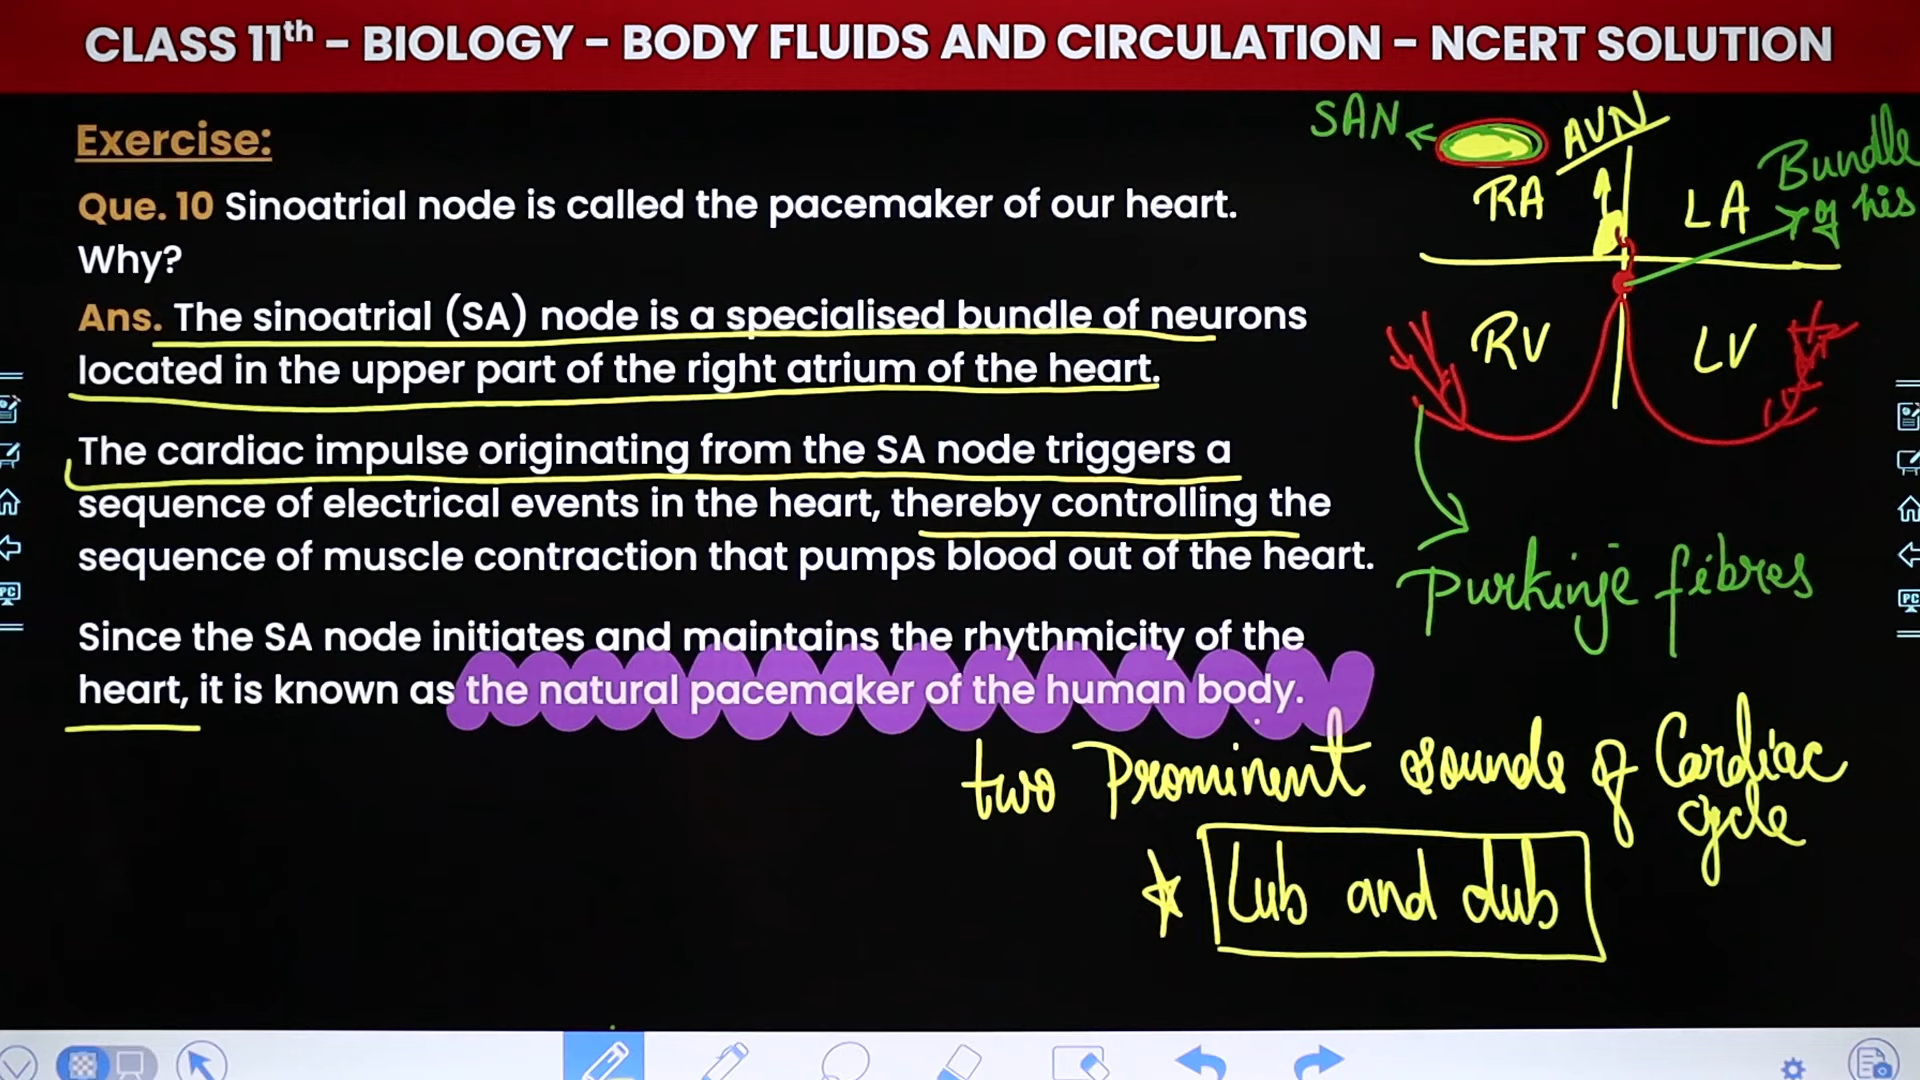 CLASS 11th – BIOLOGY – BODY FLUIDS AND CIRCULATION – NCERT SOLUTION
Exercise:
Que. 10 Sinoatrial node is called the pacemaker of our heart.
Why?
Ans. The sinoatrial (SA) node is a specialised bundle of neurons
located in the upper part of the right atrium of the heart.
The cardiac impulse originating from the SA node triggers a
sequence of electrical events in the heart, thereby controlling the
sequence of muscle contraction that pumps blood out of the heart.
Since the SA node initiates and maintains the rhythmicity of the
heart, it is known as the natural pacemaker of the human body.
SAN
AVN
Bundle
of his
RA
LA
RV
LV
Purkinje fibres
two Prominent sounds of Cardiac
cycle
Lub and dub
PC
PC